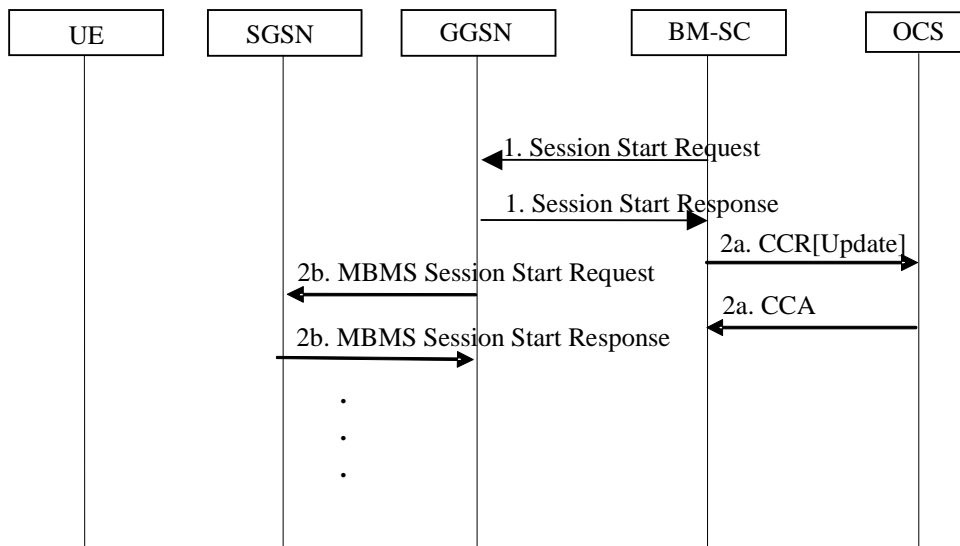 UE
SGSN
GGSN
BM-SC
OCS
1. Session Start Request
1. Session Start Response
2a. CCR[Update]
2b. MBMS Session Start Request
2a. CCA
2b. MBMS Session Start Response
.
.
.